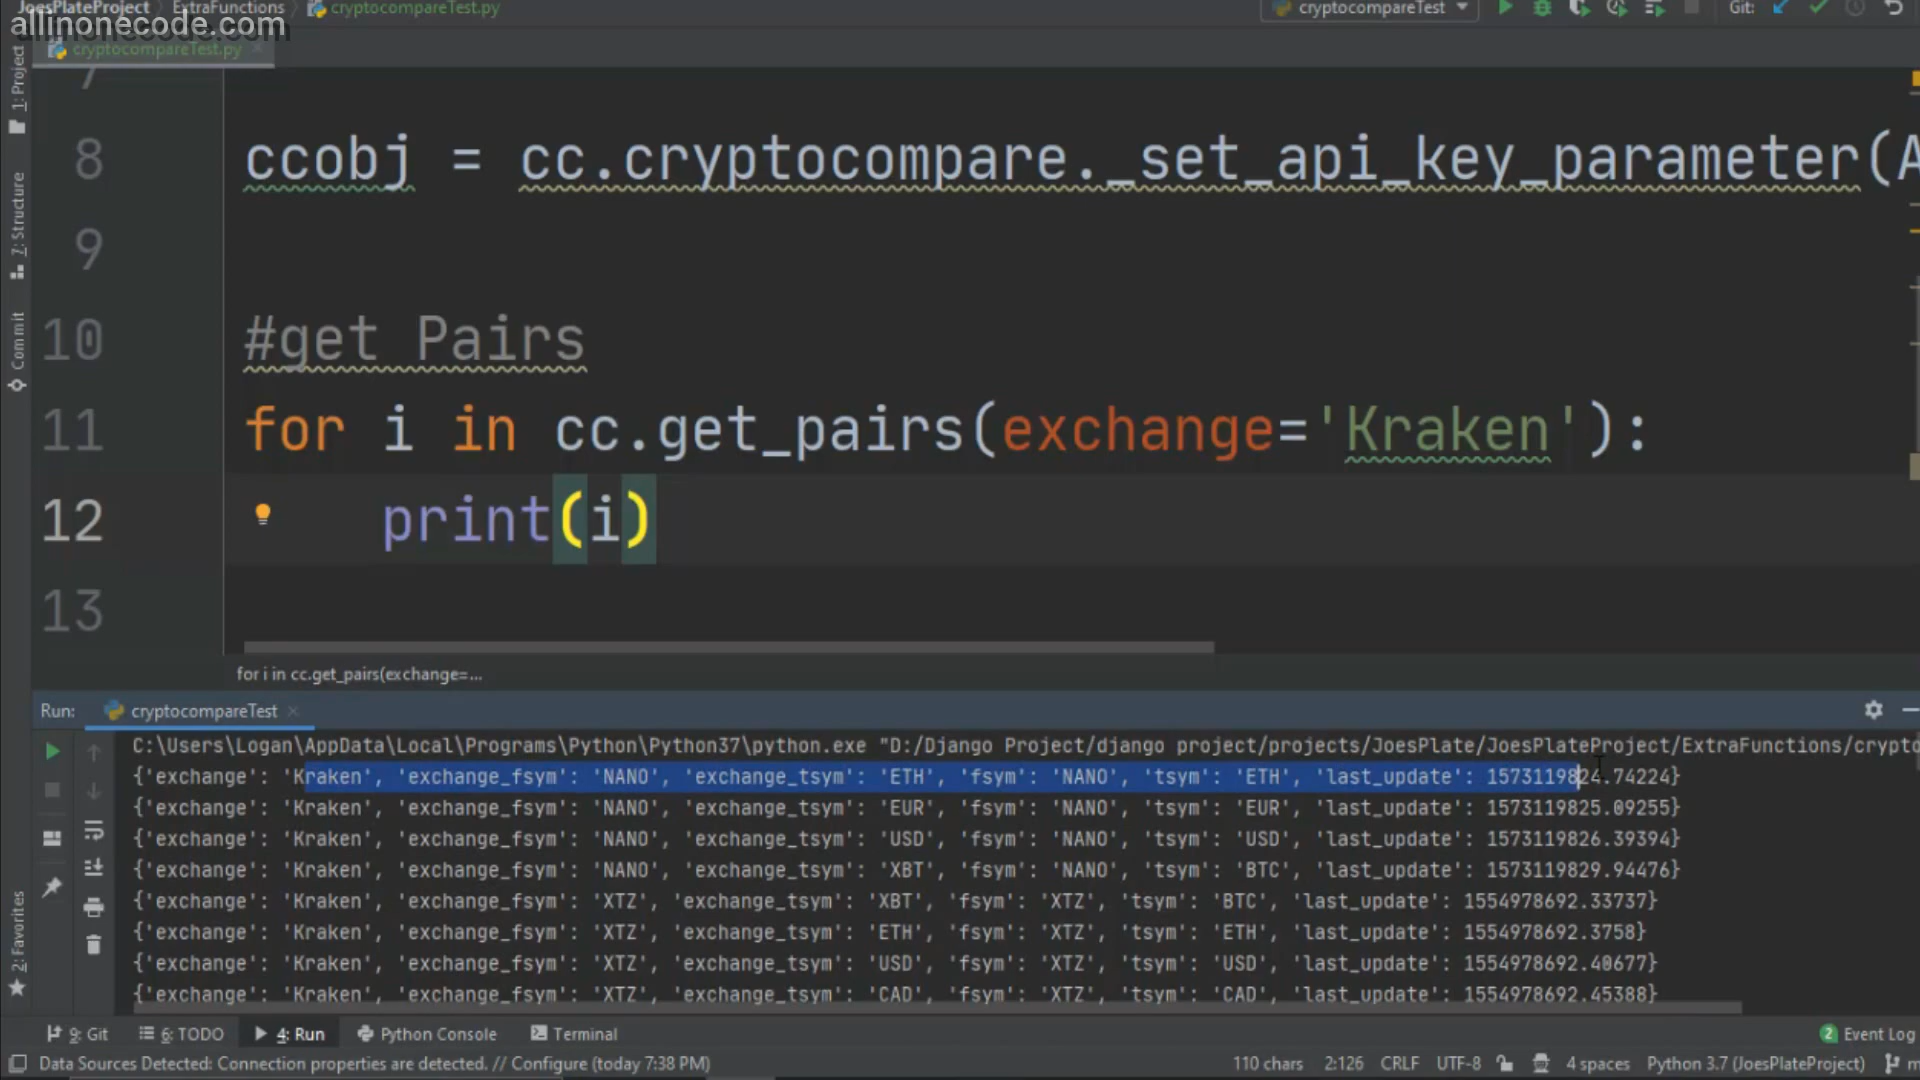 JoesPlateProject ExtraFunctions cryptocompareTest.py cryptocompareTest Git:
allinonecode.com
cryptocompareTest.py
1: Project
7: Structure
Commit
2: Favorites
7
8 ccobj = cc.cryptocompare._set_api_key_parameter(A
9
10 #get Pairs
11 for i in cc.get_pairs(exchange='Kraken'):
12 print(i)
13
for i in cc.get_pairs(exchange=...
Run: cryptocompareTest
C:\Users\Logan\AppData\Local\Programs\Python\Python37\python.exe "D:/Django Project/django project/projects/JoesPlate/JoesPlateProject/ExtraFunctions/crypto
{'exchange': 'Kraken', 'exchange_fsym': 'NANO', 'exchange_tsym': 'ETH', 'fsym': 'NANO', 'tsym': 'ETH', 'last_update': 1573119824.74224}
{'exchange': 'Kraken', 'exchange_fsym': 'NANO', 'exchange_tsym': 'EUR', 'fsym': 'NANO', 'tsym': 'EUR', 'last_update': 1573119825.09255}
{'exchange': 'Kraken', 'exchange_fsym': 'NANO', 'exchange_tsym': 'USD', 'fsym': 'NANO', 'tsym': 'USD', 'last_update': 1573119826.39394}
{'exchange': 'Kraken', 'exchange_fsym': 'NANO', 'exchange_tsym': 'XBT', 'fsym': 'NANO', 'tsym': 'BTC', 'last_update': 1573119829.94476}
{'exchange': 'Kraken', 'exchange_fsym': 'XTZ', 'exchange_tsym': 'XBT', 'fsym': 'XTZ', 'tsym': 'BTC', 'last_update': 1554978692.33737}
{'exchange': 'Kraken', 'exchange_fsym': 'XTZ', 'exchange_tsym': 'ETH', 'fsym': 'XTZ', 'tsym': 'ETH', 'last_update': 1554978692.3758}
{'exchange': 'Kraken', 'exchange_fsym': 'XTZ', 'exchange_tsym': 'USD', 'fsym': 'XTZ', 'tsym': 'USD', 'last_update': 1554978692.40677}
{'exchange': 'Kraken', 'exchange_fsym': 'XTZ', 'exchange_tsym': 'CAD', 'fsym': 'XTZ', 'tsym': 'CAD', 'last_update': 1554978692.45388}
9: Git 6: TODO 4: Run Python Console Terminal 2 Event Log
Data Sources Detected: Connection properties are detected. // Configure (today 7:38 PM) 110 chars 2:126 CRLF UTF-8 4 spaces Python 3.7 (JoesPlateProject) m